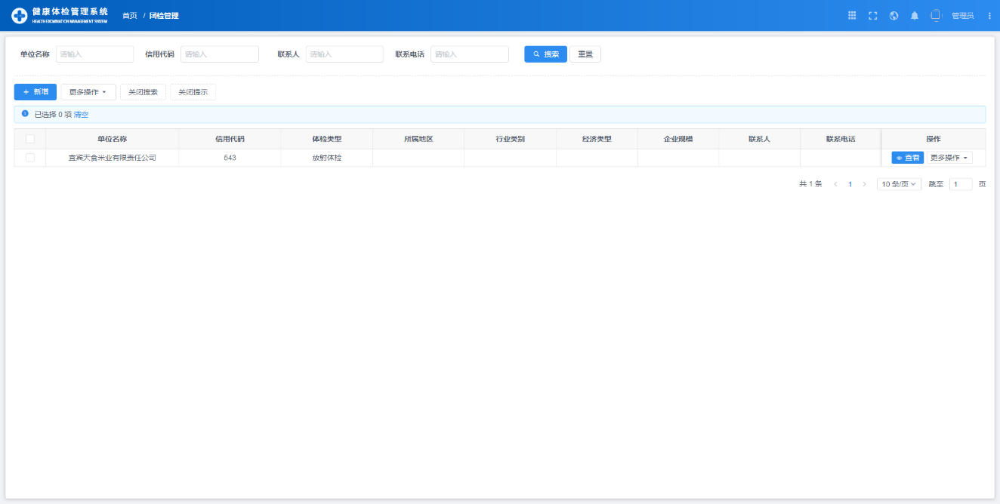 健康体检管理系统
HEALTH EXCMINATION MANAGEMENT SYSTEM
首页 / 团检管理
管理员
单位名称 请输入 信用代码 请输入 联系人 请输入 联系电话 请输入 搜索 重置
+ 新增 更多操作 关闭搜索 关闭提示
已选择 0 项 清空
单位名称 信用代码 体检类型 所属地区 行业类别 经济类型 企业规模 联系人 联系电话 操作
宜宾天食米业有限责任公司 543 放射体检 查看 更多操作
共 1 条 < 1 > 10 条/页 跳至 1 页